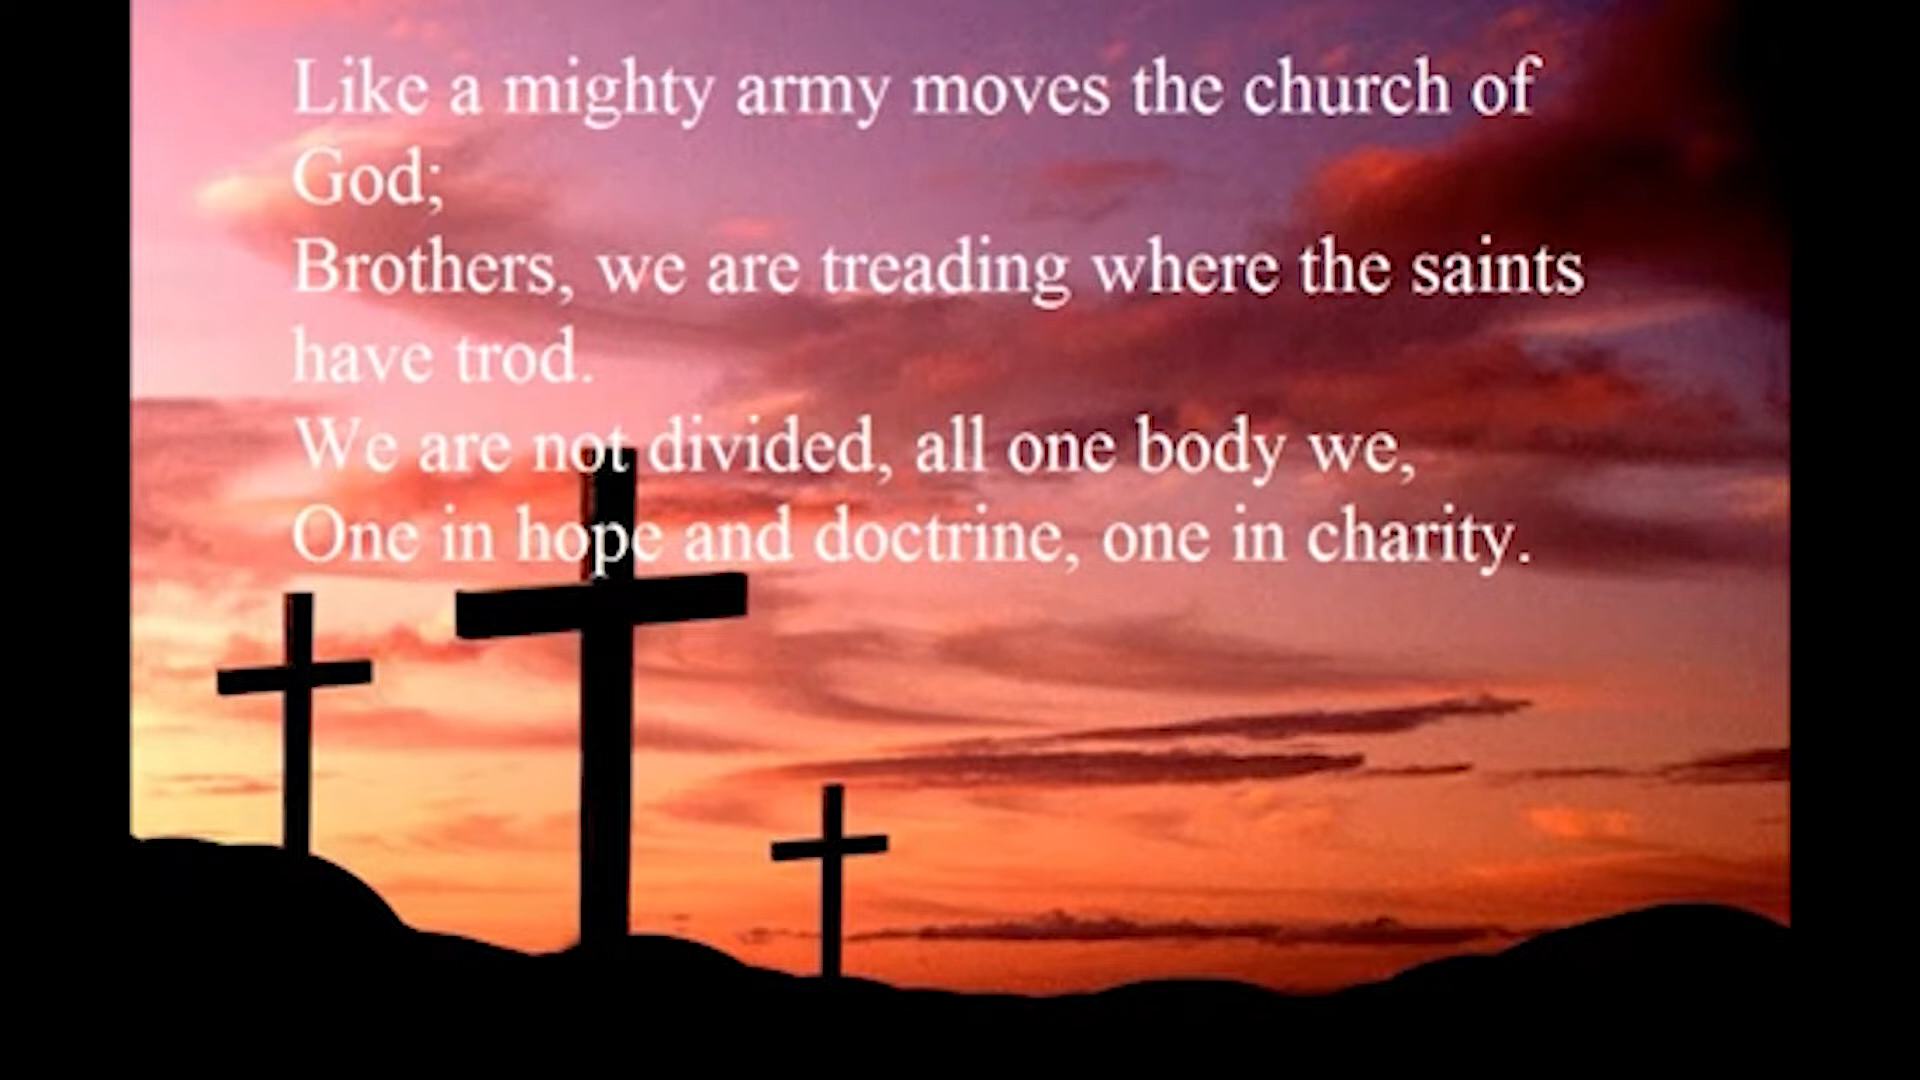 Like a mighty army moves the church of
God;
Brothers, we are treading where the saints
have trod.
We are not divided, all one body we,
One in hope and doctrine, one in charity.